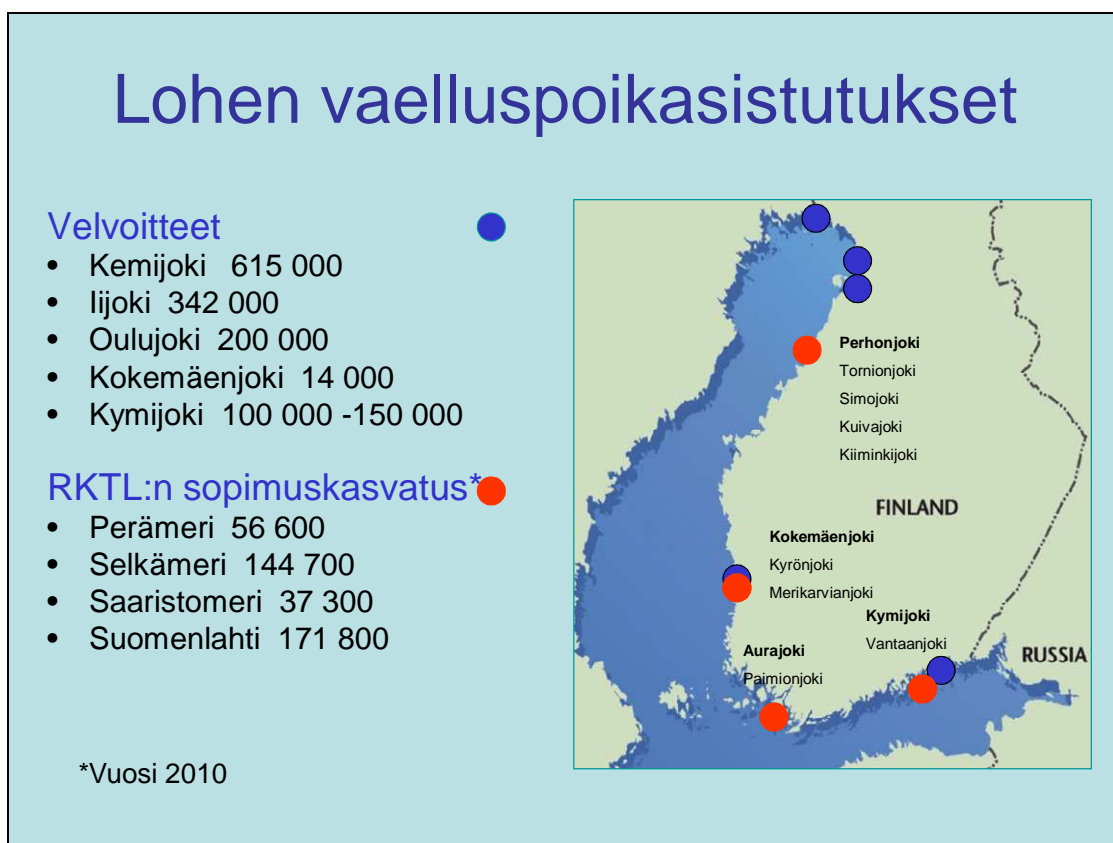 Lohen vaelluspoikasistutukset
Velvoitteet
• Kemijoki 615 000
• Iijoki 342 000
• Oulujoki 200 000
• Kokemäenjoki 14 000
• Kymijoki 100 000 -150 000
RKTL:n sopimuskasvatus*
• Perämeri 56 600
• Selkämeri 144 700
• Saaristomeri 37 300
• Suomenlahti 171 800
*Vuosi 2010
Perhonjoki
Tornionjoki
Simojoki
Kuivajoki
Kiiminkijoki
FINLAND
Kokemäenjoki
Kyrönjoki
Merikarvianjoki
Kymijoki
Vantaanjoki
Aurajoki
Paimionjoki
RUSSIA